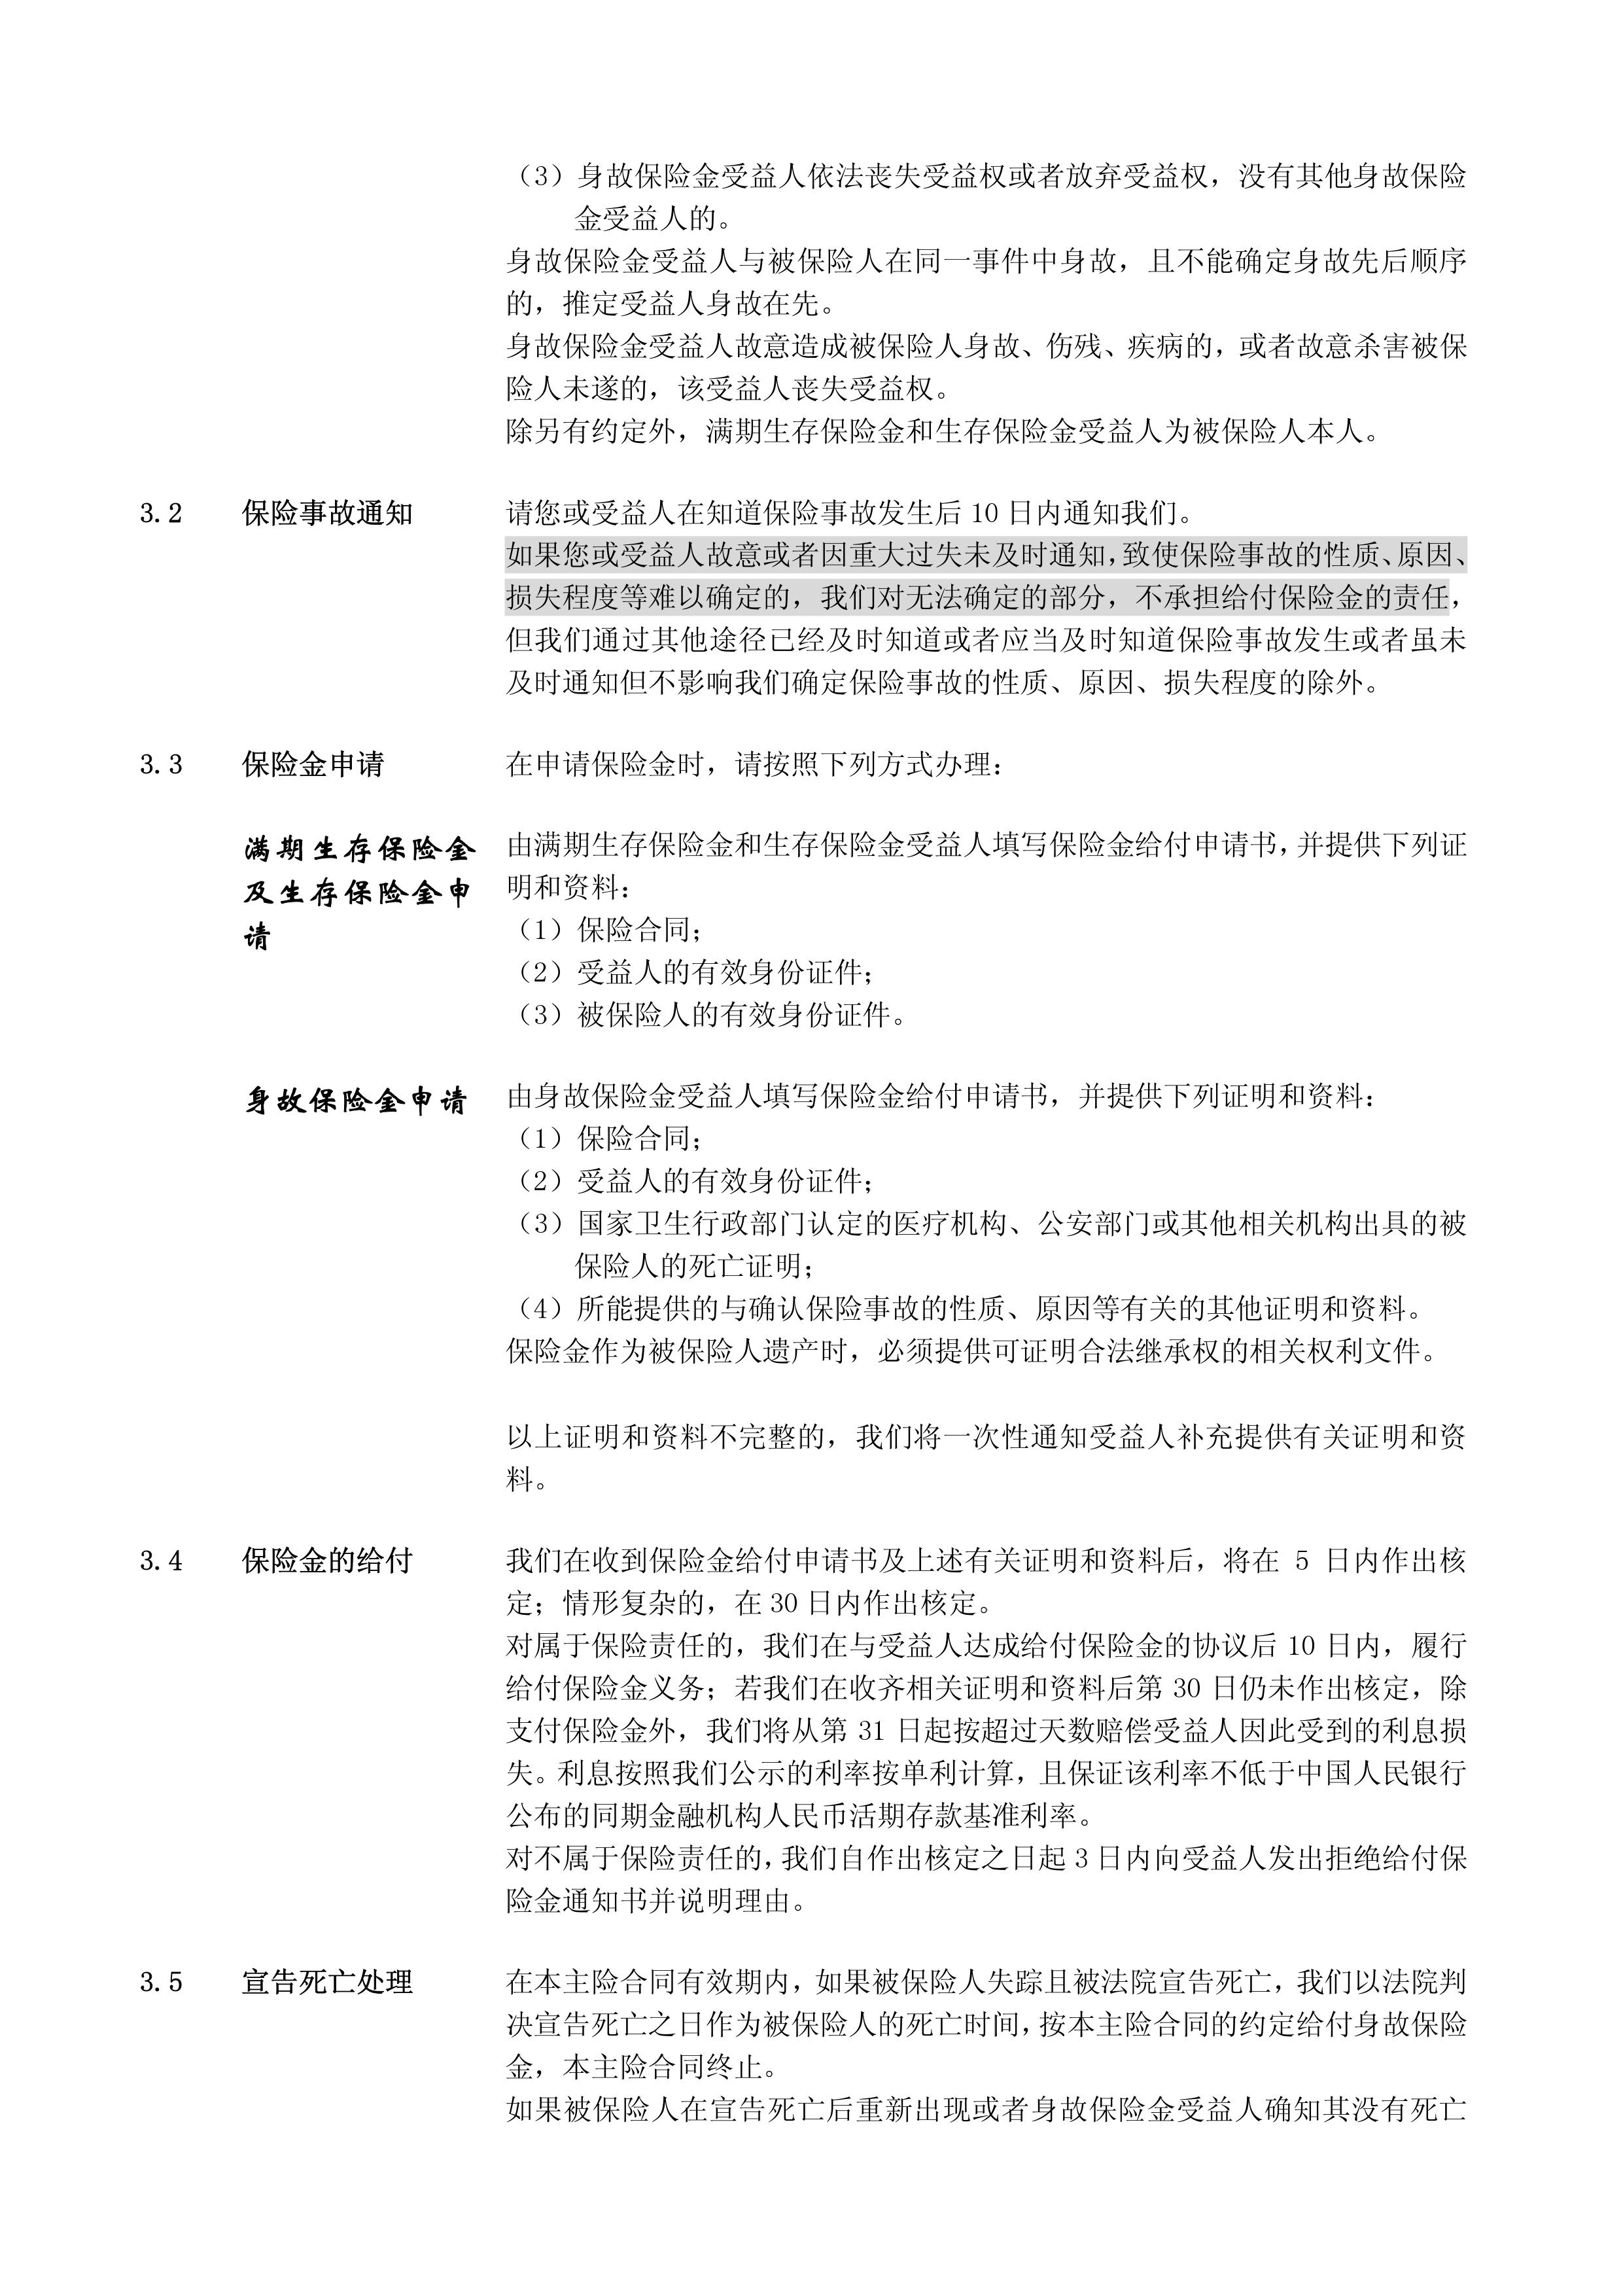 （3）身故保险金受益人依法丧失受益权或者放弃受益权，没有其他身故保险
金受益人的。
身故保险金受益人与被保险人在同一事件中身故，且不能确定身故先后顺序
的，推定受益人身故在先。
身故保险金受益人故意造成被保险人身故、伤残、疾病的，或者故意杀害被保
险人未遂的，该受益人丧失受益权。
除另有约定外，满期生存保险金和生存保险金受益人为被保险人本人。
3.2 保险事故通知 请您或受益人在知道保险事故发生后 10 日内通知我们。
如果您或受益人故意或者因重大过失未及时通知，致使保险事故的性质、原因、
损失程度等难以确定的，我们对无法确定的部分，不承担给付保险金的责任，
但我们通过其他途径已经及时知道或者应当及时知道保险事故发生或者虽未
及时通知但不影响我们确定保险事故的性质、原因、损失程度的除外。
3.3 保险金申请 在申请保险金时，请按照下列方式办理：
满期生存保险金
及生存保险金申
请
由满期生存保险金和生存保险金受益人填写保险金给付申请书，并提供下列证
明和资料：
（1）保险合同；
（2）受益人的有效身份证件；
（3）被保险人的有效身份证件。
身故保险金申请 由身故保险金受益人填写保险金给付申请书，并提供下列证明和资料：
（1）保险合同；
（2）受益人的有效身份证件；
（3）国家卫生行政部门认定的医疗机构、公安部门或其他相关机构出具的被
保险人的死亡证明；
（4）所能提供的与确认保险事故的性质、原因等有关的其他证明和资料。
保险金作为被保险人遗产时，必须提供可证明合法继承权的相关权利文件。
以上证明和资料不完整的，我们将一次性通知受益人补充提供有关证明和资
料。
3.4 保险金的给付 我们在收到保险金给付申请书及上述有关证明和资料后，将在 5 日内作出核
定；情形复杂的，在 30 日内作出核定。
对属于保险责任的，我们在与受益人达成给付保险金的协议后 10 日内，履行
给付保险金义务；若我们在收齐相关证明和资料后第 30 日仍未作出核定，除
支付保险金外，我们将从第 31 日起按超过天数赔偿受益人因此受到的利息损
失。利息按照我们公示的利率按单利计算，且保证该利率不低于中国人民银行
公布的同期金融机构人民币活期存款基准利率。
对不属于保险责任的，我们自作出核定之日起 3 日内向受益人发出拒绝给付保
险金通知书并说明理由。
3.5 宣告死亡处理 在本主险合同有效期内，如果被保险人失踪且被法院宣告死亡，我们以法院判
决宣告死亡之日作为被保险人的死亡时间，按本主险合同的约定给付身故保险
金，本主险合同终止。
如果被保险人在宣告死亡后重新出现或者身故保险金受益人确知其没有死亡